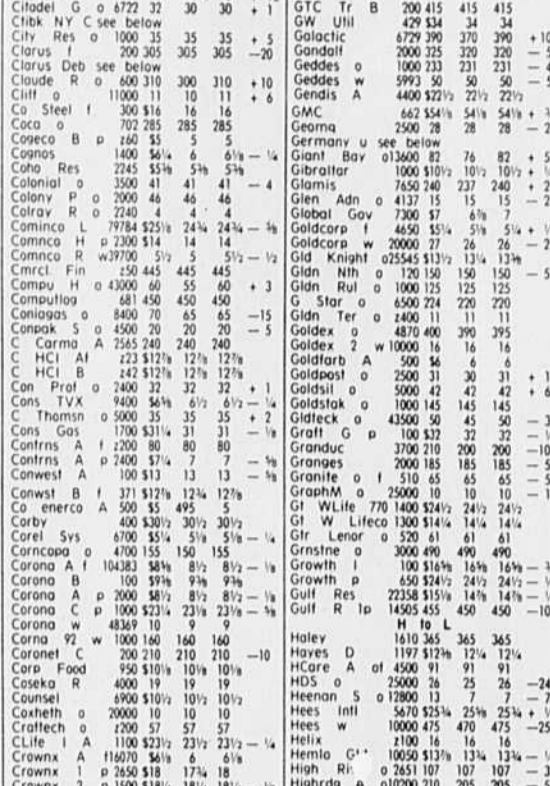 Citadel G o 6722 32 30 30 + 1
Ctibk NY C see below
City Res o 1000 35 35 35 + 5
Clarus f 200 305 305 305 —20
Clarus Deb see below
Claude R o 600 310 300 310 +10
Cliff o 11000 11 10 11 + 6
Co Steel f 300 $16 16 16
Coca o 702 285 285 285
Cogeco B p z60 $5 5 5
Cognos 1400 $6¼ 6 6⅛ — ¼
Coho Res 2245 $5⅜ 5⅜ 5⅜
Colonial o 3500 41 41 41 — 4
Colony P o 2000 46 46 46
Colray R o 2240 4 4 4
Cominco L 79784 $25⅛ 24¾ 24¾ — ⅜
Comnco H p 2300 $14 14 14
Comnco R w39700 5½ 5 5½ — ½
Cmrcl Fin z50 445 445 445
Compu H o 43000 60 55 60 + 3
Computlog 681 450 450 450
Coniagas o 8400 70 65 65 —15
Conpak S o 4500 20 20 20 — 5
C Carma A 2565 240 240 240
C HCI Af z23 $12⅞ 12⅞ 12⅞
C HCI B z42 $12⅞ 12⅞ 12⅞
Con Prof o 2400 32 32 32 + 1
Cons TVX 9400 $6⅝ 6½ 6½ — ¼
C Thomsn o 5000 35 35 35 + 2
Cons Gas 1700 $31¼ 31 31 — ⅛
Contrns A f z200 80 80 80
Contrns A p 2400 $7¼ 7 7 — ⅜
Conwest A 100 $13 13 13 — ⅜
Conwst B f 371 $12⅞ 12¾ 12⅞
Co enerco A 500 $5 495 5
Corby 400 $30½ 30½ 30½
Corel Sys 6700 $5¼ 5⅛ 5⅛ — ¼
Corncopa o 4700 155 150 155
Corona A f 104383 $8⅝ 8½ 8½ — ⅛
Corona B 100 $9⅜ 9⅜ 9⅜
Corona A p 2000 $8½ 8½ 8½ — ⅛
Corona C p 1000 $23¼ 23⅛ 23⅛ — ⅜
Corona w 48369 10 9 9
Corna 92 w 1000 160 160 160
Coronet C 200 210 210 210 —10
Corp Food 950 $10⅛ 10⅛ 10⅛
Coseka R 4000 19 19 19
Counsel 6900 $10½ 10½ 10½
Coxheth o 20000 10 10 10
Craftech o z200 57 57 57
CLife I A 1100 $23½ 23½ 23½ — ¼
Crownx A f16070 $6⅛ 6 6⅛
Crownx 1 p 2650 $18 17¾ 18
GTC Tr B 200 415 415 415
GW Util 429 $34 34 34
Galactic 6729 390 370 390 +10
Gandalf 2000 325 320 320
Geddes o 1000 233 231 231
Geddes w 5993 50 50 50
Gendis A 4400 $22½ 22½ 22½
GMC 662 $54⅛ 54⅛ 54⅛
Georna 2500 28 28 28 — 2
Germany u see below
Giant Bay o13600 82 76 82 + 5
Gibraltar 1000 $10½ 10½ 10½
Glamis 7650 240 237 240 + 2
Glen Adn o 4137 15 15 15 — 2
Global Gov 7300 $7 6⅞ 7
Goldcorp f 4650 $5¼ 5⅛ 5¼
Goldcorp w 20000 27 26 26 — 2
Gld Knight o25545 $13½ 13¼ 13⅜
Gldn Nth o 120 150 150 150 — 5
Gldn Rul o 1000 125 125 125
G Star o 6500 224 220 220
Gldn Ter o z400 11 11 11
Goldex o 4870 400 390 395
Goldex 2 w 10000 16 16 16
Goldfarb A 500 $6 6 6
Goldpost o 2500 31 30 31 + 1
Goldsil o 5000 42 42 42 + 6
Goldstak o 1000 145 145 145
Gldteck o 43500 50 45 50 — 3
Graft G p 100 $32 32 32
Granduc 3700 210 200 200 —10
Granges 2000 185 185 185 — 5
Granite o f 510 65 65 65 — 5
GraphM o 25000 10 10 10 — 1
Gt WLife 770 1400 $24½ 24½ 24½
Gt W Lifeco 1300 $14¼ 14¼ 14¼
Gtr Lenor o 520 61 61 61
Grnstne o 3000 490 490 490
Growth I 100 $16⅝ 16⅝ 16⅝
Growth p 650 $24½ 24½ 24½
Gulf Res 22358 $15⅛ 14⅞ 14⅞
Gulf R 1p 14505 455 450 450 —10
H to L
Haley 1610 365 365 365
Hayes D 1197 $12⅜ 12¼ 12¼
HCare A of 4500 91 91 91
HDS o 25000 26 25 26 —24
Heenan S o12800 13 7 7
Hees Intl 5670 $25¾ 25⅝ 25¾
Hees w 10000 475 470 475 —25
Helix z100 16 16 16
Hemlo 10050 $13⅞ 13¾ 13¾
High o 2651 107 107 107 — 3